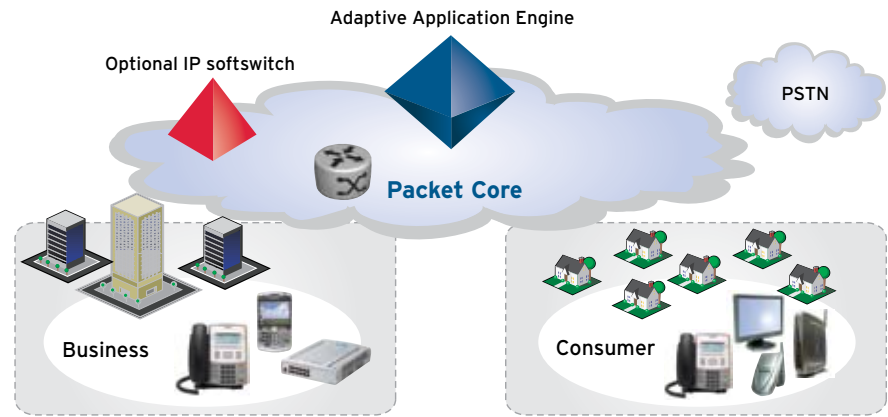 Adaptive Application Engine
Optional IP softswitch
PSTN
Packet Core
Business
Consumer